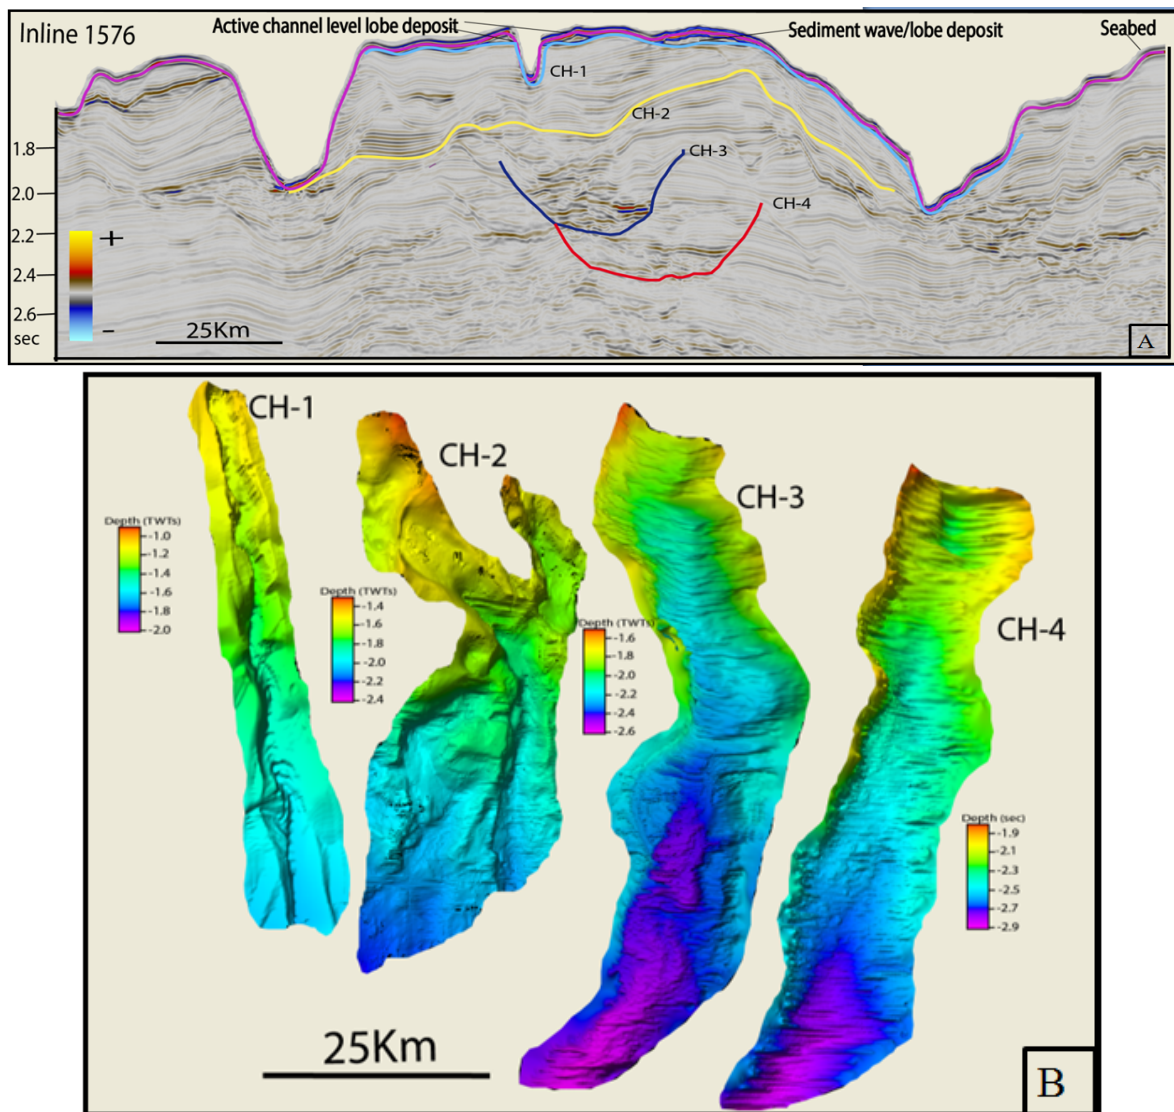 Inline 1576
Active channel level lobe deposit
Sediment wave/lobe deposit
Seabed
CH-1
CH-2
CH-3
CH-4
1.8
2.0
2.2
2.4
2.6
sec
+
-
25Km
A
CH-1
CH-2
CH-3
CH-4
Depth (TWTs)
-1.0
-1.2
-1.4
-1.6
-1.8
-2.0
Depth (TWTs)
-1.4
-1.6
-1.8
-2.0
-2.2
-2.4
Depth (TWTs)
-1.6
-1.8
-2.0
-2.2
-2.4
-2.6
Depth (sec)
-1.9
-2.1
-2.3
-2.5
-2.7
-2.9
25Km
B